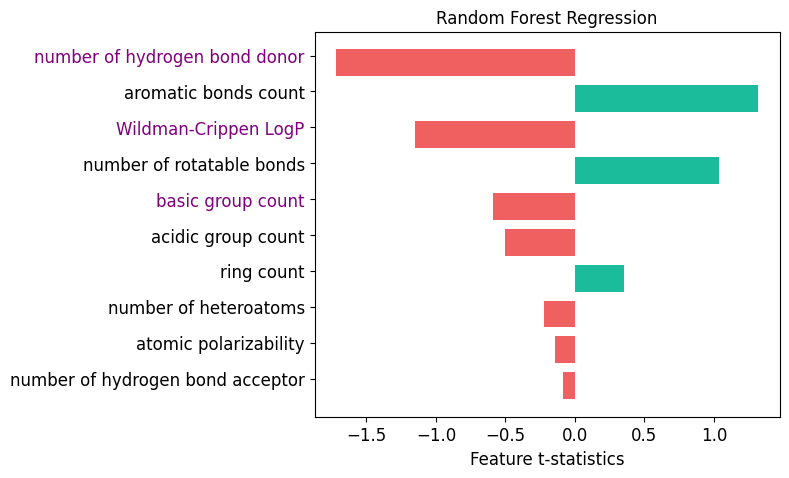 Random Forest Regression
number of hydrogen bond donor
aromatic bonds count
Wildman-Crippen LogP
number of rotatable bonds
basic group count
acidic group count
ring count
number of heteroatoms
atomic polarizability
number of hydrogen bond acceptor
−1.5 −1.0 −0.5 0.0 0.5 1.0
Feature t-statistics